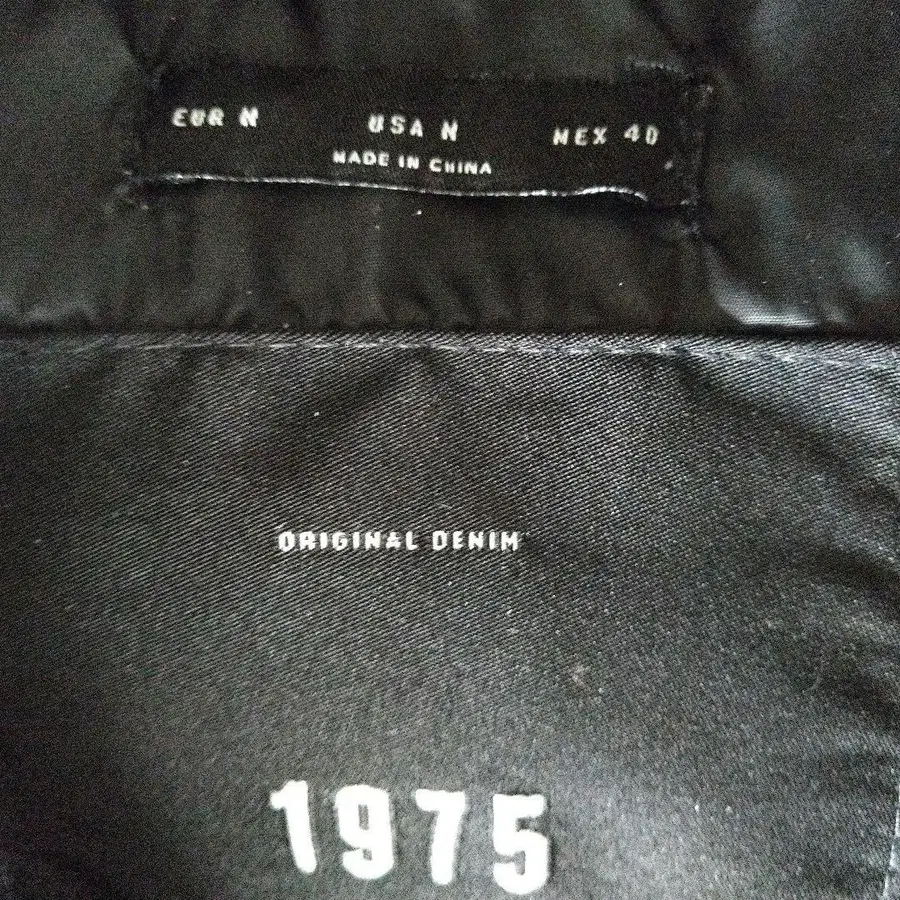 EUR M USA M MEX 40
MADE IN CHINA
ORIGINAL DENIM
1975